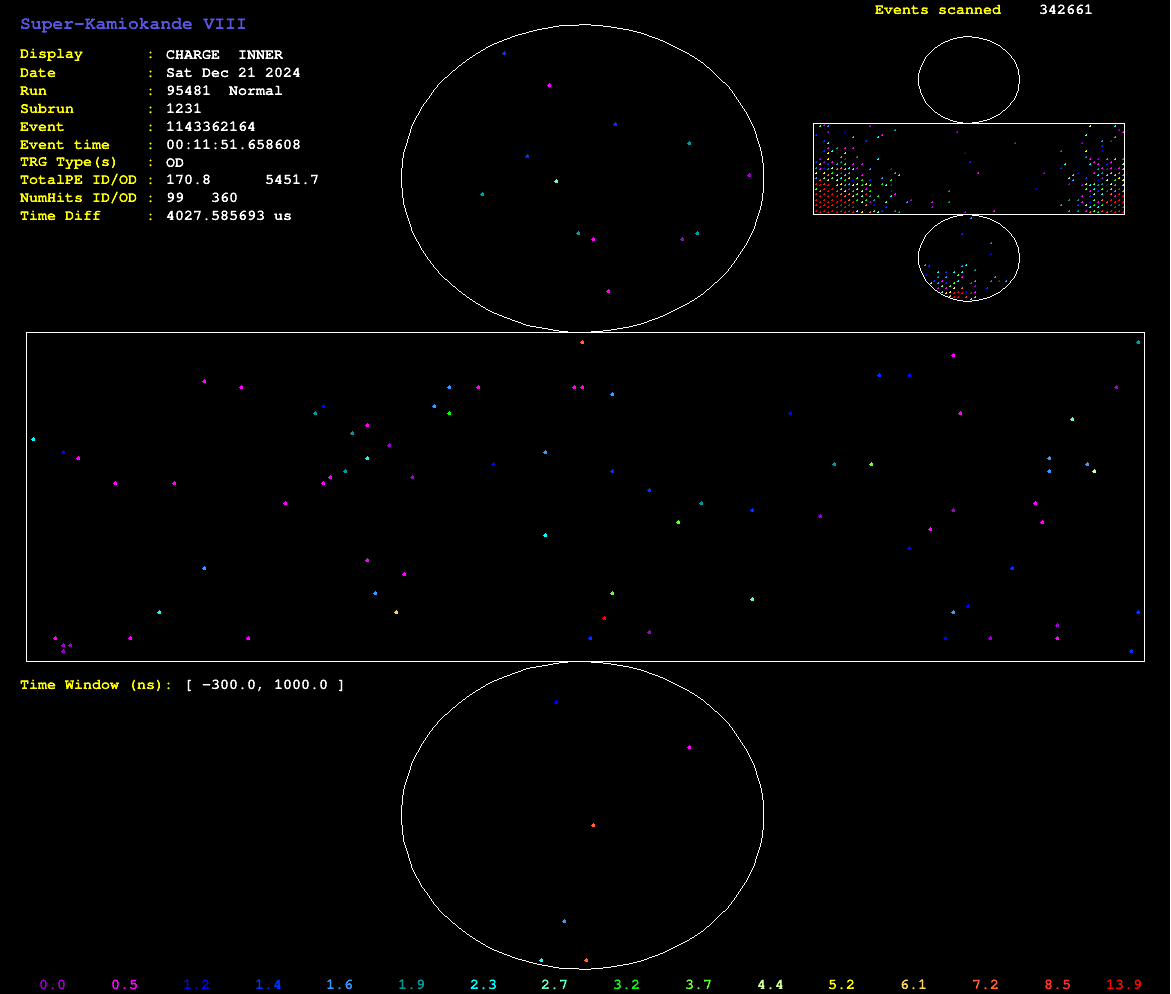 Super-Kamiokande VIII
Events scanned 342661
Display : CHARGE INNER
Date : Sat Dec 21 2024
Run : 95481 Normal
Subrun : 1231
Event : 1143362164
Event time : 00:11:51.658608
TRG Type(s) : OD
TotalPE ID/OD : 170.8 5451.7
NumHits ID/OD : 99 360
Time Diff : 4027.585693 us
Time Window (ns): [ −300.0, 1000.0 ]
0.0 0.5 1.2 1.4 1.6 1.9 2.3 2.7 3.2 3.7 4.4 5.2 6.1 7.2 8.5 13.9